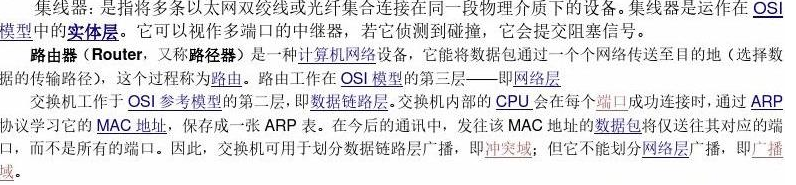 集线器：是指将多条以太网双绞线或光纤集合连接在同一段物理介质下的设备。集线器是运作在 OSI
模型中的实体层。它可以视作多端口的中继器，若它侦测到碰撞，它会提交阻塞信号。
路由器（Router，又称路径器）是一种计算机网络设备，它能将数据包通过一个个网络传送至目的地（选择数
据的传输路径），这个过程称为路由。路由工作在 OSI 模型的第三层——即网络层
交换机工作于 OSI 参考模型的第二层，即数据链路层。交换机内部的 CPU 会在每个端口成功连接时，通过 ARP
协议学习它的 MAC 地址，保存成一张 ARP 表。在今后的通讯中，发往该 MAC 地址的数据包将仅送往其对应的端
口，而不是所有的端口。因此，交换机可用于划分数据链路层广播，即冲突域；但它不能划分网络层广播，即广播
域。